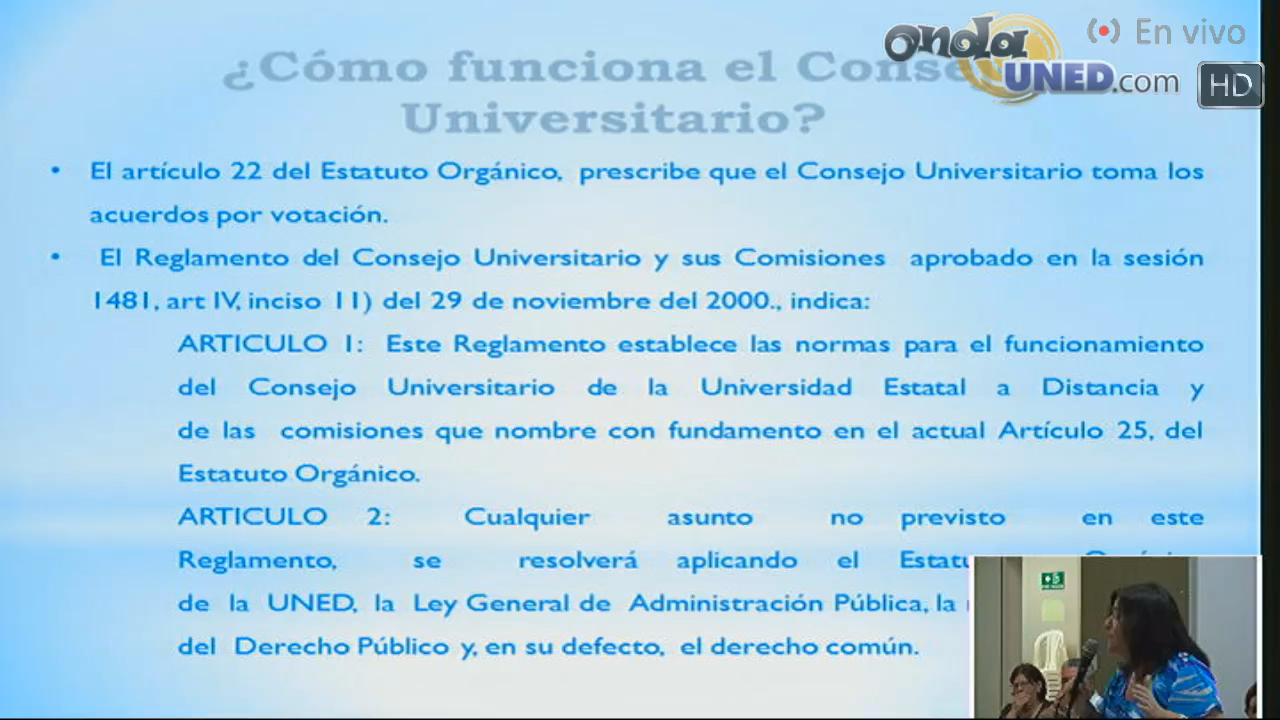 onda
UNED.com
En vivo
HD
¿Cómo funciona el
Universitario?
• El artículo 22 del Estatuto Orgánico, prescribe que el Consejo Universitario toma los
acuerdos por votación.
• El Reglamento del Consejo Universitario y sus Comisiones aprobado en la sesión
1481, art IV, inciso 11) del 29 de noviembre del 2000., indica:
ARTICULO 1: Este Reglamento establece las normas para el funcionamiento
del Consejo Universitario de la Universidad Estatal a Distancia y
de las comisiones que nombre con fundamento en el actual Artículo 25, del
Estatuto Orgánico.
ARTICULO 2: Cualquier asunto no previsto en este
Reglamento, se resolverá aplicando el
de la UNED, la Ley General de Administración Pública, la
del Derecho Público y, en su defecto, el derecho común.